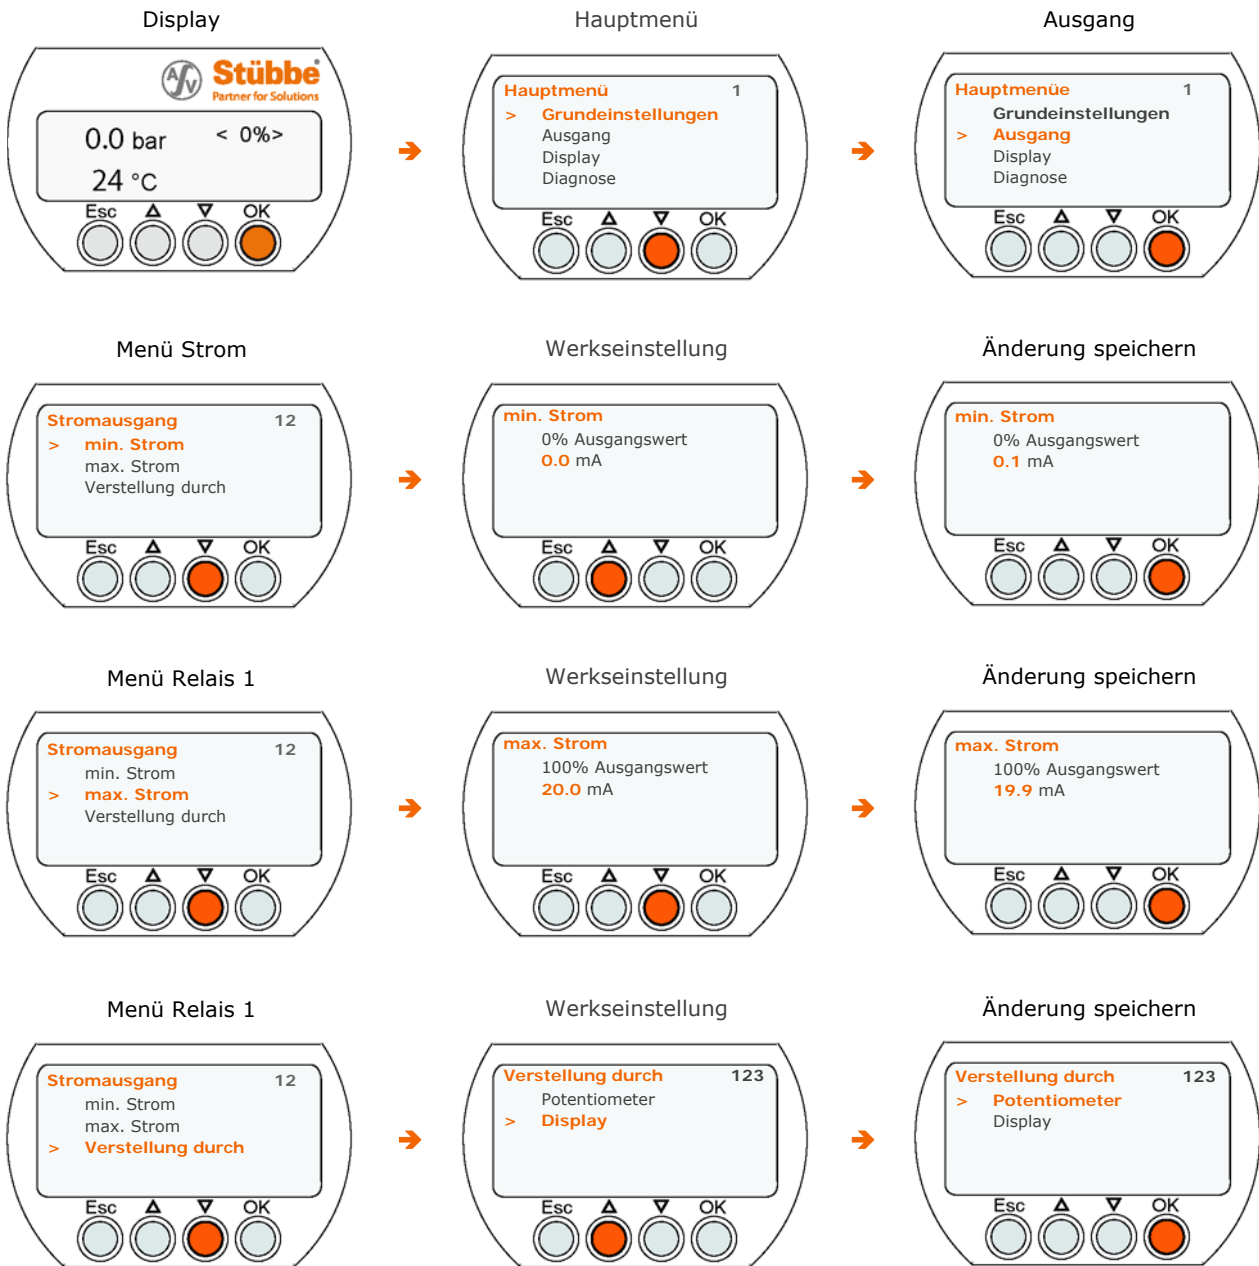 Display
Hauptmenü
Ausgang
ASV
Stübbe®
Partner for Solutions
0.0 bar < 0%>
24 °C
Esc △ ▽ OK
Hauptmenü 1
> Grundeinstellungen
Ausgang
Display
Diagnose
Esc △ ▽ OK
Hauptmenüe 1
Grundeinstellungen
> Ausgang
Display
Diagnose
Esc △ ▽ OK
Menü Strom
Werkseinstellung
Änderung speichern
Stromausgang 12
> min. Strom
max. Strom
Verstellung durch
Esc △ ▽ OK
min. Strom
0% Ausgangswert
0.0 mA
Esc △ ▽ OK
min. Strom
0% Ausgangswert
0.1 mA
Esc △ ▽ OK
Menü Relais 1
Werkseinstellung
Änderung speichern
Stromausgang 12
min. Strom
> max. Strom
Verstellung durch
Esc △ ▽ OK
max. Strom
100% Ausgangswert
20.0 mA
Esc △ ▽ OK
max. Strom
100% Ausgangswert
19.9 mA
Esc △ ▽ OK
Menü Relais 1
Werkseinstellung
Änderung speichern
Stromausgang 12
min. Strom
max. Strom
> Verstellung durch
Esc △ ▽ OK
Verstellung durch 123
Potentiometer
> Display
Esc △ ▽ OK
Verstellung durch 123
> Potentiometer
Display
Esc △ ▽ OK